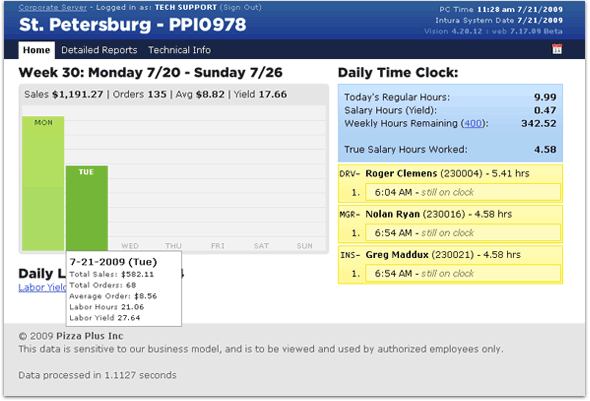 Corporate Server - Logged in as: TECH SUPPORT (Sign Out)
PC Time 11:28 am 7/21/2009
St. Petersburg - PPI0978
Intura System Date 7/21/2009
Vision 4.20.12 : web 7.17.09 Beta
Home Detailed Reports Technical Info
Week 30: Monday 7/20 - Sunday 7/26
Sales $1,191.27 | Orders 135 | Avg $8.82 | Yield 17.66
MON
TUE
WED THU FRI SAT SUN
7-21-2009 (Tue)
Total Sales: $582.11
Total Orders: 68
Average Order: $8.56
Labor Hours 21.06
Labor Yield 27.64
Daily L
Labor Yield
Daily Time Clock:
Today's Regular Hours: 9.99
Salary Hours (Yield): 0.47
Weekly Hours Remaining (400): 342.52
True Salary Hours Worked: 4.58
DRV- Roger Clemens (230004) - 5.41 hrs
1. 6:04 AM - still on clock
MGR- Nolan Ryan (230016) - 4.58 hrs
1. 6:54 AM - still on clock
INS- Greg Maddux (230021) - 4.58 hrs
1. 6:54 AM - still on clock
© 2009 Pizza Plus Inc
This data is sensitive to our business model, and is to be viewed and used by authorized employees only.
Data processed in 1.1127 seconds